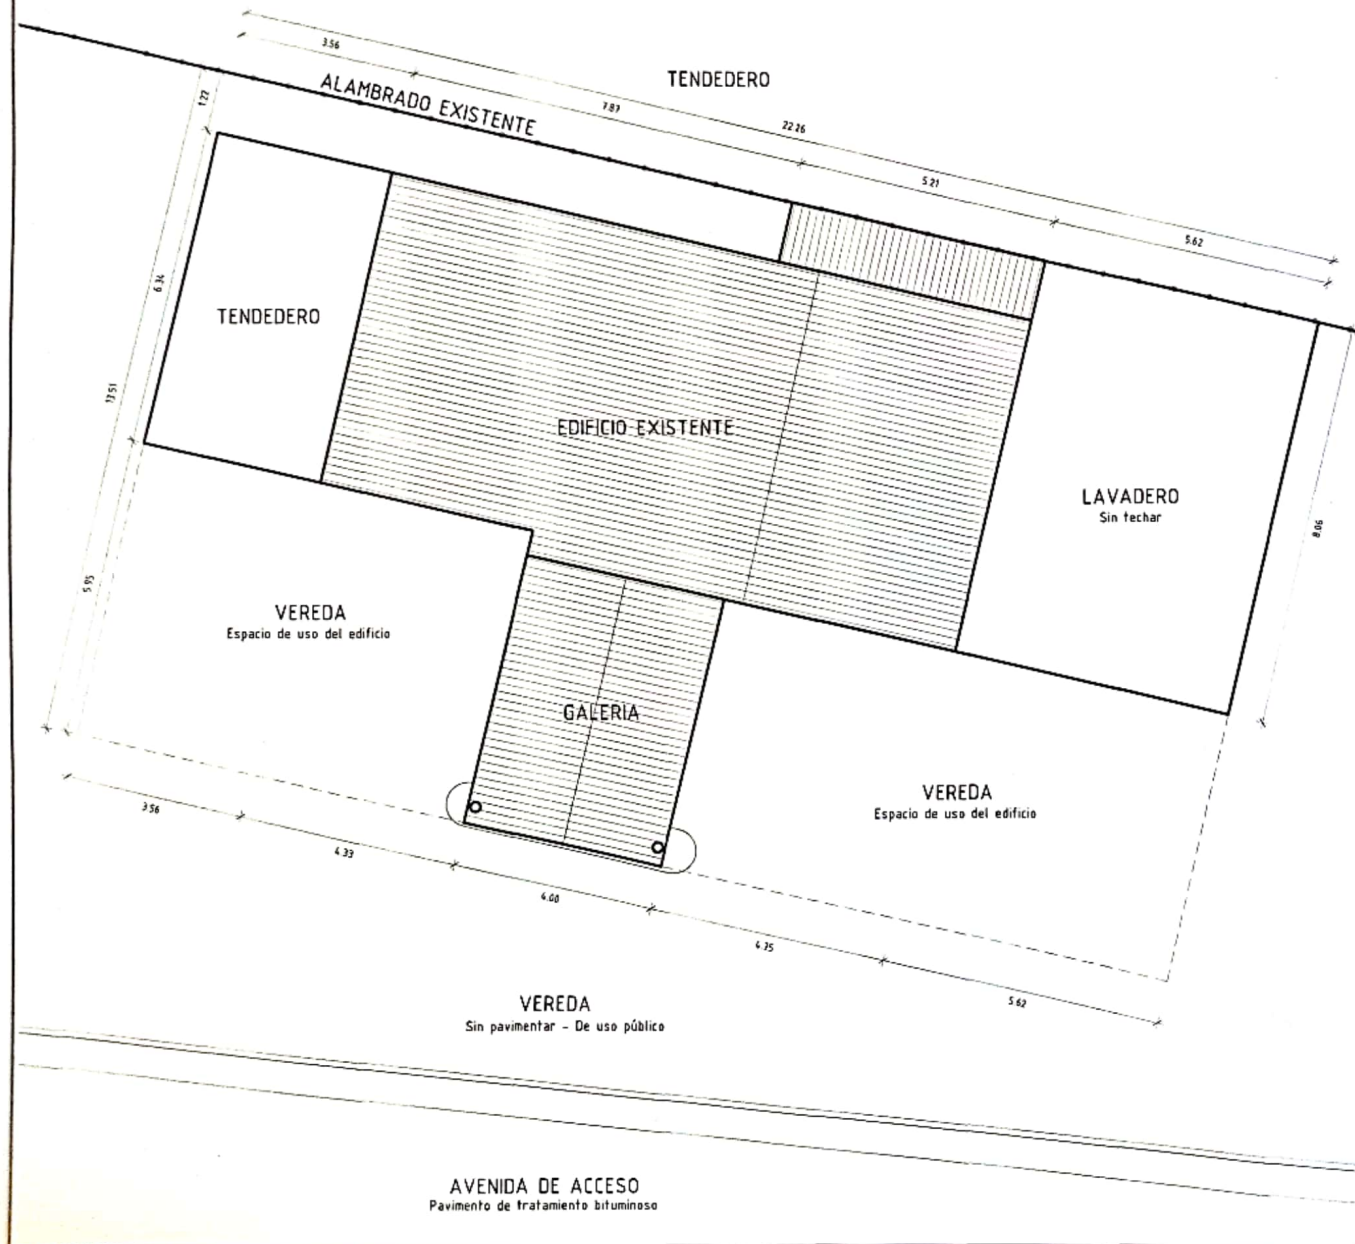 3.56
TENDEDERO
ALAMBRADO EXISTENTE
7.87
22.26
1.22
5.21
5.62
6.34
TENDEDERO
13.51
EDIFICIO EXISTENTE
LAVADERO
Sin techar
8.06
5.95
VEREDA
Espacio de uso del edificio
GALERIA
VEREDA
Espacio de uso del edificio
3.56
4.33
4.00
4.75
5.62
VEREDA
Sin pavimentar - De uso público
AVENIDA DE ACCESO
Pavimento de tratamiento bituminoso